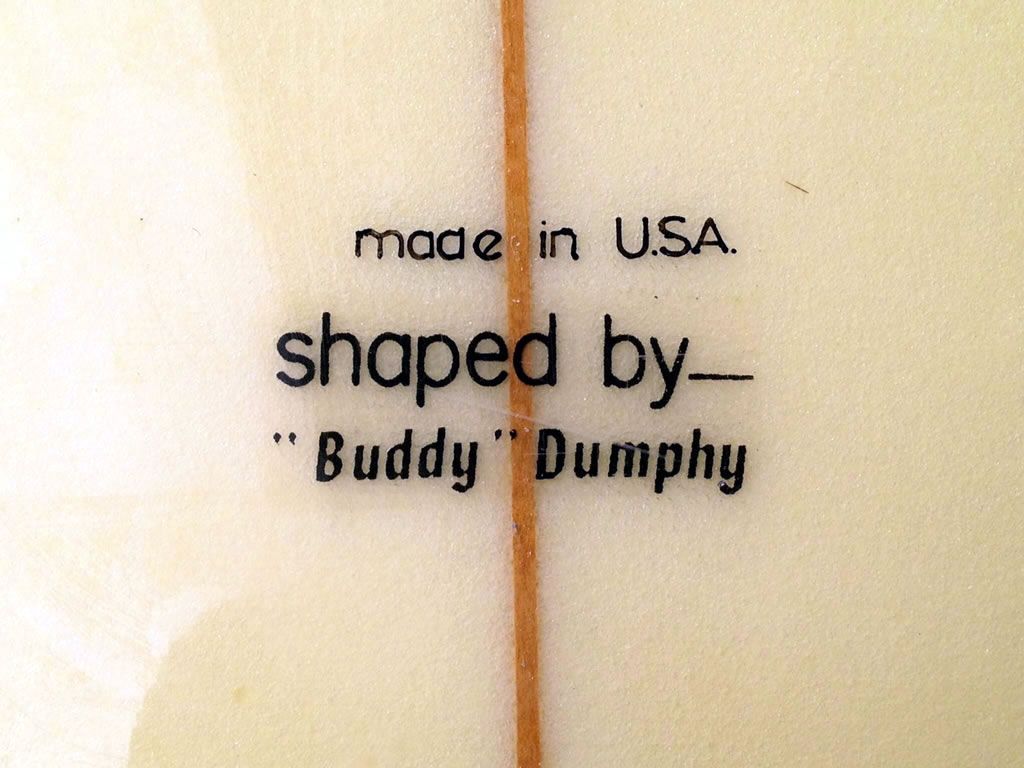 made in U.S.A.
shaped by—
"Buddy" Dumphy